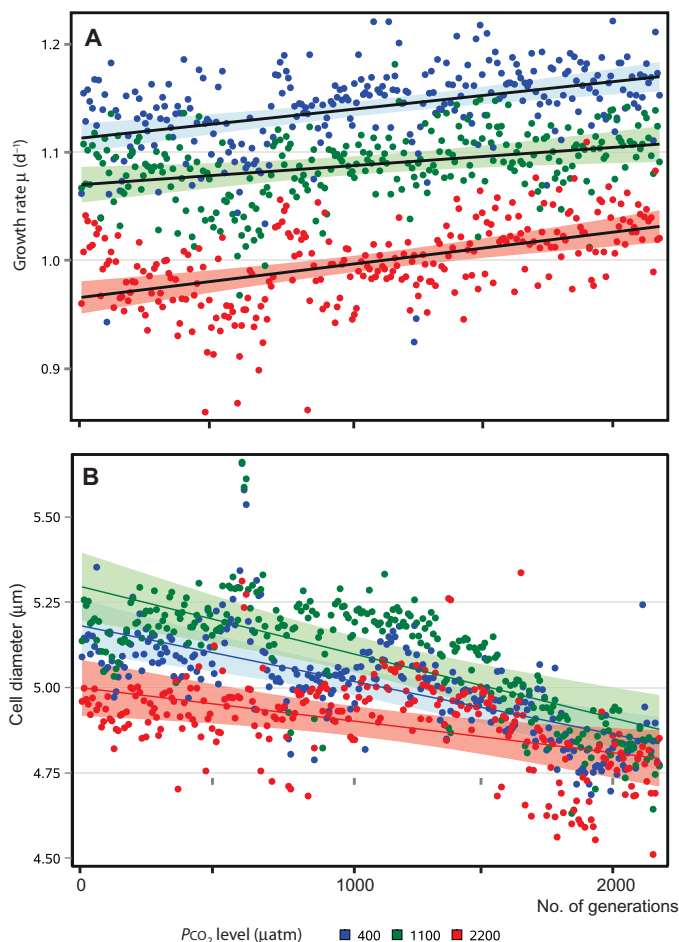 A
Growth rate μ (d⁻¹)
1.2
1.1
1.0
0.9
B
Cell diameter (μm)
5.50
5.25
5.00
4.75
4.50
0
1000
2000
No. of generations
PCO₂ level (μatm) 400 1100 2200